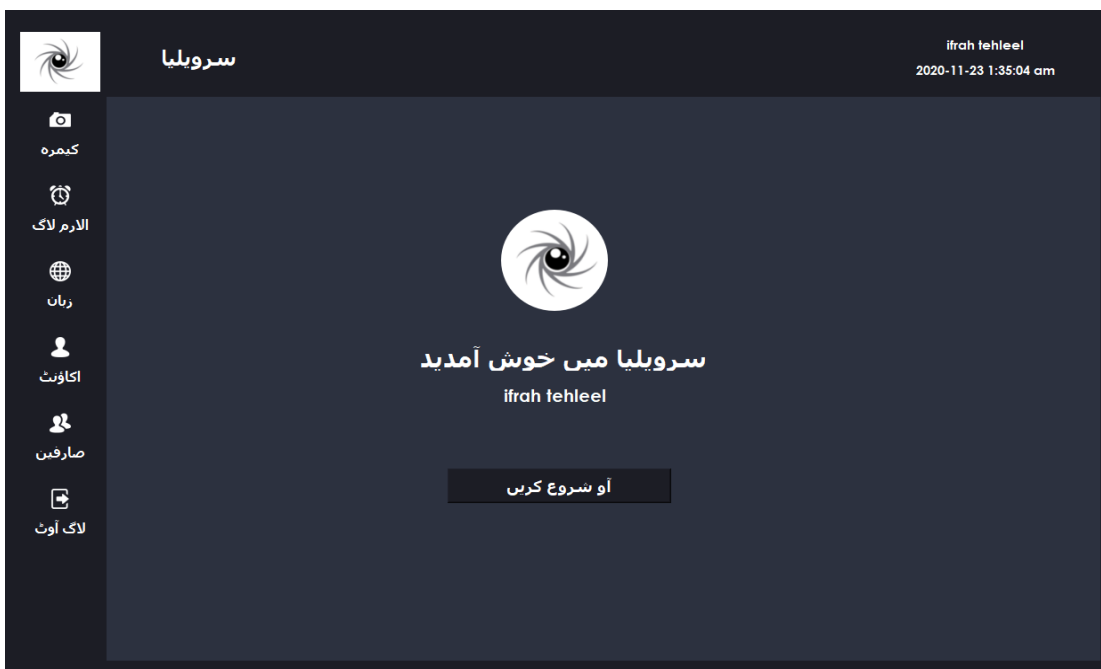 سرویلیا
ifrah tehleel
2020-11-23 1:35:04 am
کیمرہ
الارم لاگ
زبان
اکاؤنٹ
صارفین
لاگ آوٹ
سرویلیا میں خوش آمدید
ifrah tehleel
آو شروع کریں